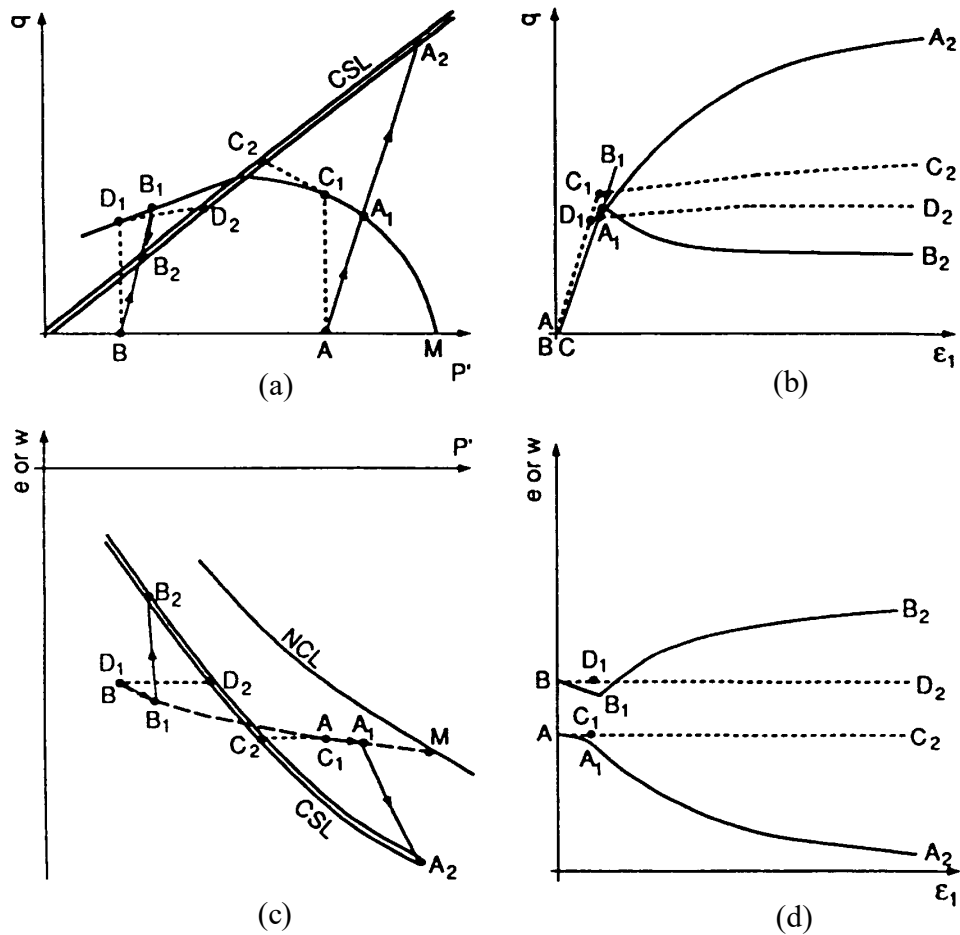 q
CSL
A2
C2
C1
D1
B1
D2
A1
B2
B
A
M
P'
(a)
q
A2
B1
C1
C2
D1
D2
A1
B2
A
B C
ε1
(b)
e or w
P'
B2
NCL
D1
D2
B
B1
A
A1
M
C2
C1
CSL
A2
(c)
e or w
B2
D1
B
D2
B1
C1
A
C2
A1
A2
ε1
(d)